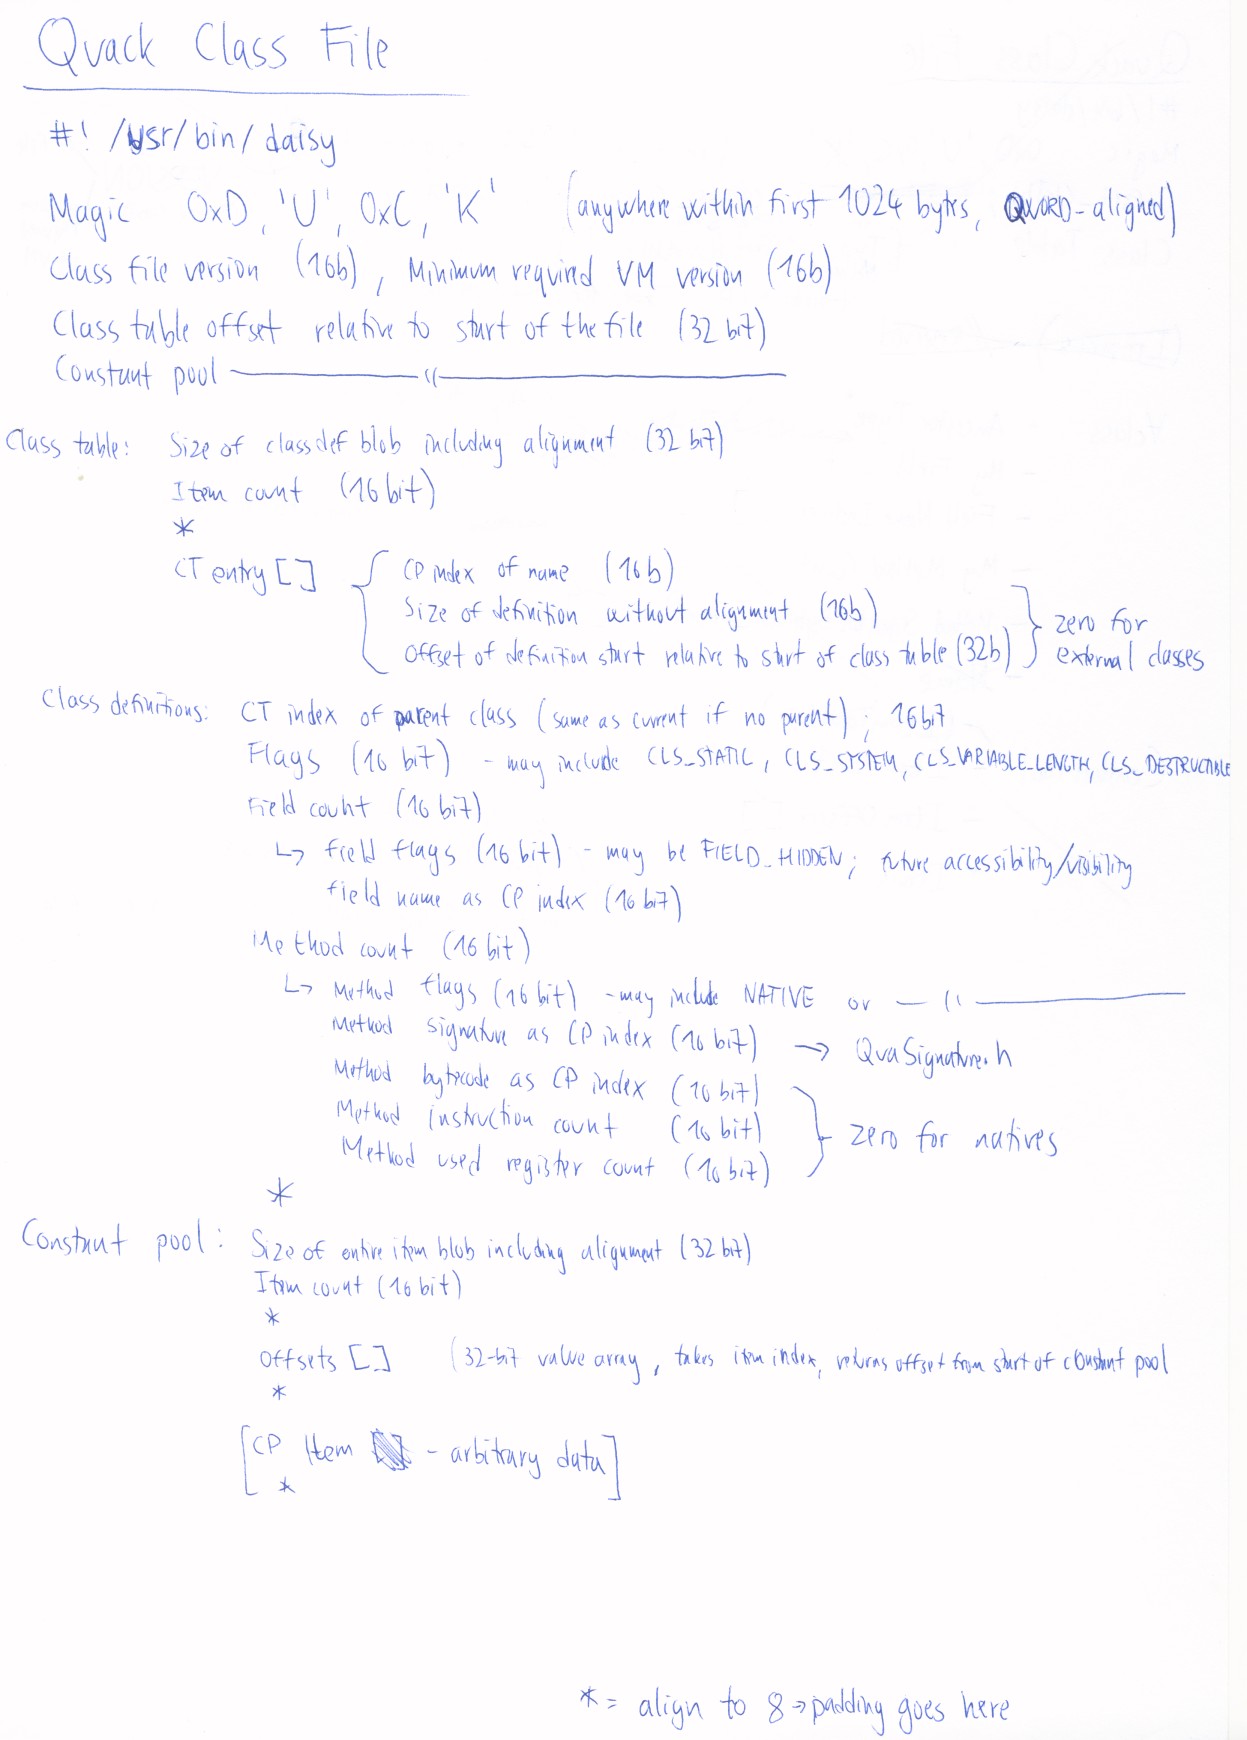 Qvack Class File
#! /usr/bin/daisy
Magic 0xD, 'U', 0xC, 'K' (anywhere within first 1024 bytes, QWORD-aligned)
Class file version (16b), Minimum required VM version (16b)
Class table offset relative to start of the file (32 bit)
Constant pool —— 〃 ——
Class table: Size of classdef blob including alignment (32 bit)
Item count (16 bit)
*
CT entry [] { CP index of name (16b)
Size of definition without alignment (16b)
Offset of definition start relative to start of class table (32b) } zero for external classes
Class definitions: CT index of parent class (same as current if no parent); 16bit
Flags (16 bit) - may include CLS_STATIC, CLS_SYSTEM, CLS_VARIABLE_LENGTH, CLS_DESTRUCTIBLE
Field count (16 bit)
↳ field flags (16 bit) - may be FIELD_HIDDEN; future accessibility/visibility
field name as CP index (16 bit)
Method count (16 bit)
↳ Method flags (16 bit) - may include NATIVE or — 〃 ——
Method signature as CP index (16 bit) → QvaSignature.h
Method bytecode as CP index (16 bit)
Method instruction count (16 bit) } zero for natives
Method used register count (16 bit)
*
Constant pool: Size of entire item blob including alignment (32 bit)
Item count (16 bit)
*
Offsets [] (32-bit value array, takes item index, returns offset from start of constant pool
*
[CP Item - arbitrary data]
*
* = align to 8 → padding goes here